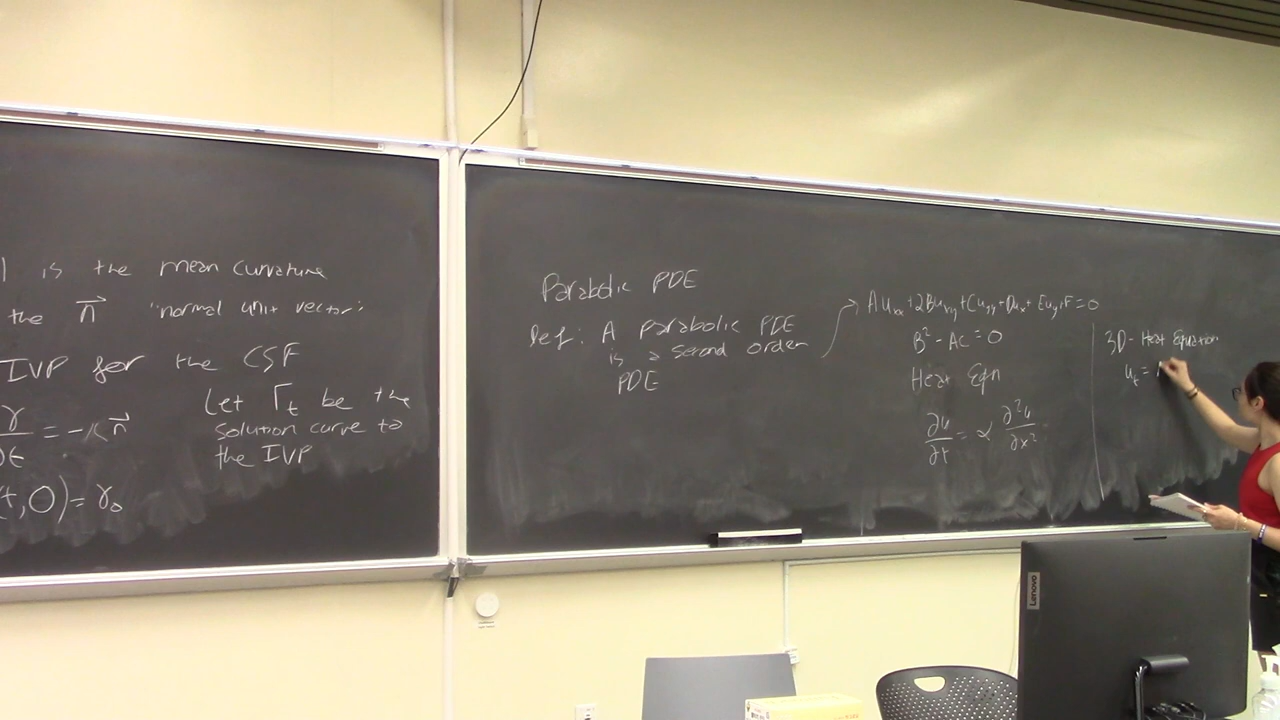 is the mean curvature
the n⃗ "normal unit vector:
IVP for the CSF
γ/∂t = -κn⃗
Let Γt be the
solution curve to
the IVP
,0) = γ₀
Parabolic PDE
Def: A parabolic PDE
is a second order
PDE
Auxx+2Buxy+Cuyy+Dux+Euy+F=0
B²-AC=0
Heat Eqn
∂u/∂t = α ∂²u/∂x²
3D-Heat Equation
ut =
Lenovo